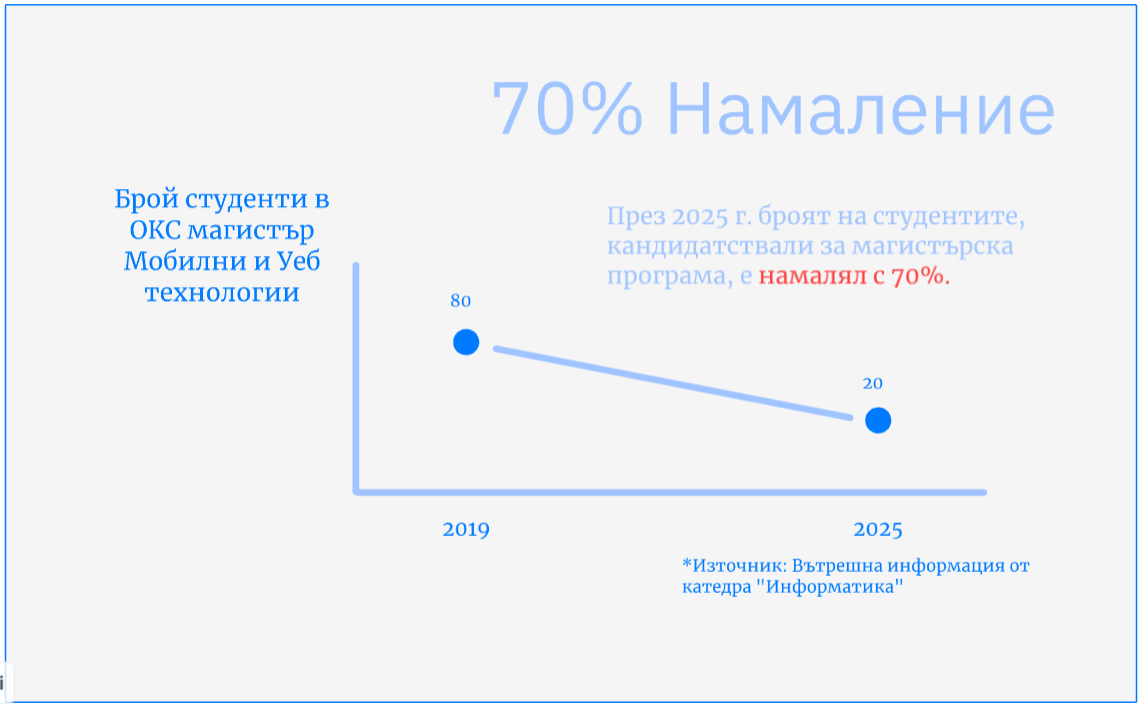 70% Намаление
Брой студенти в
ОКС магистър
Мобилни и Уеб
технологии
През 2025 г. броят на студентите,
кандидатствали за магистърска
програма, е намалял с 70%.
80
20
2019
2025
*Източник: Вътрешна информация от
катедра "Информатика"
i